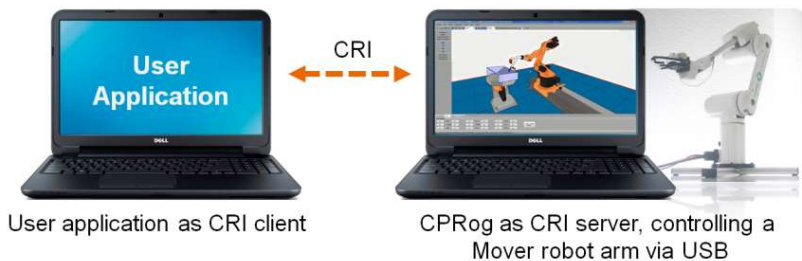 User
Application
CRI
DELL
DELL
User application as CRI client
CPRog as CRI server, controlling a
Mover robot arm via USB